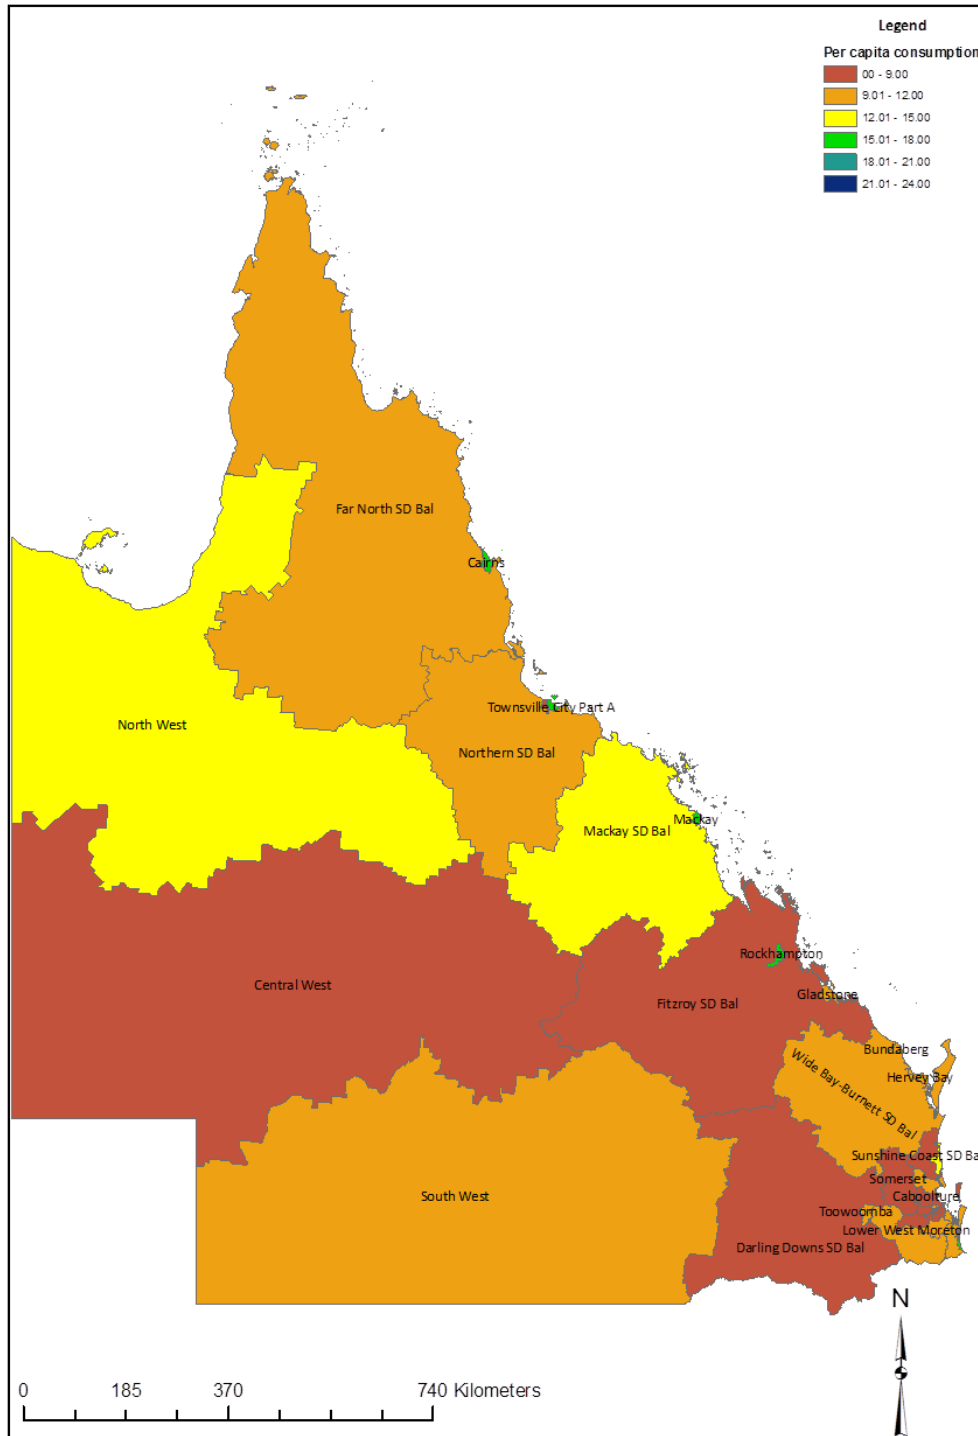 Legend
Per capita consumption
00 - 9.00
9.01 - 12.00
12.01 - 15.00
15.01 - 18.00
18.01 - 21.00
21.01 - 24.00
Far North SD Bal
Cairns
Townsville City Part A
North West
Northern SD Bal
Mackay
Mackay SD Bal
Rockhampton
Central West
Gladstone
Fitzroy SD Bal
Bundaberg
Hervey Bay
Wide Bay-Burnett SD Bal
Sunshine Coast SD Ba
Somerset
South West
Caboolture
Toowoomba
Lower West Moreton
Darling Downs SD Bal
N
0 185 370 740 Kilometers